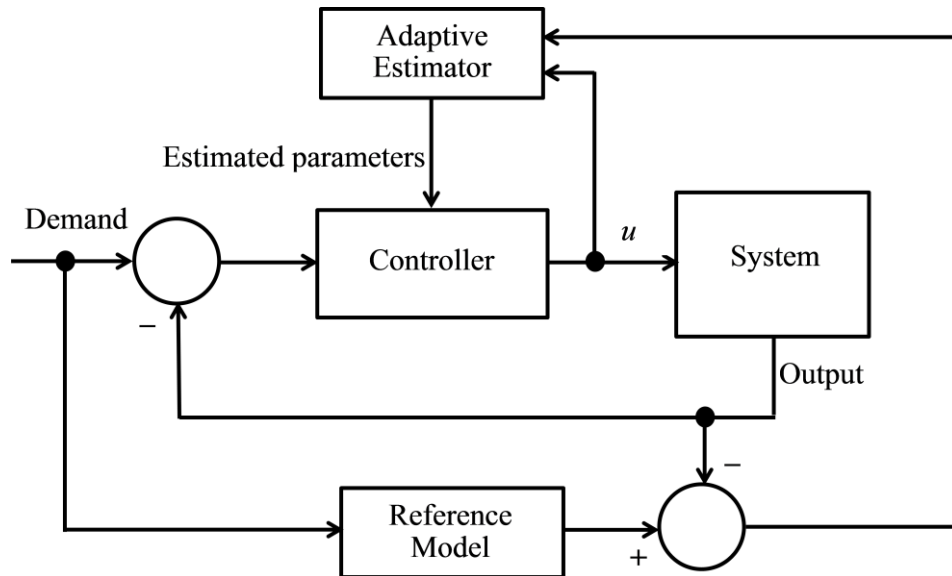 Adaptive
Estimator
Estimated parameters
Demand
Controller
u
System
−
Output
−
Reference
Model
+